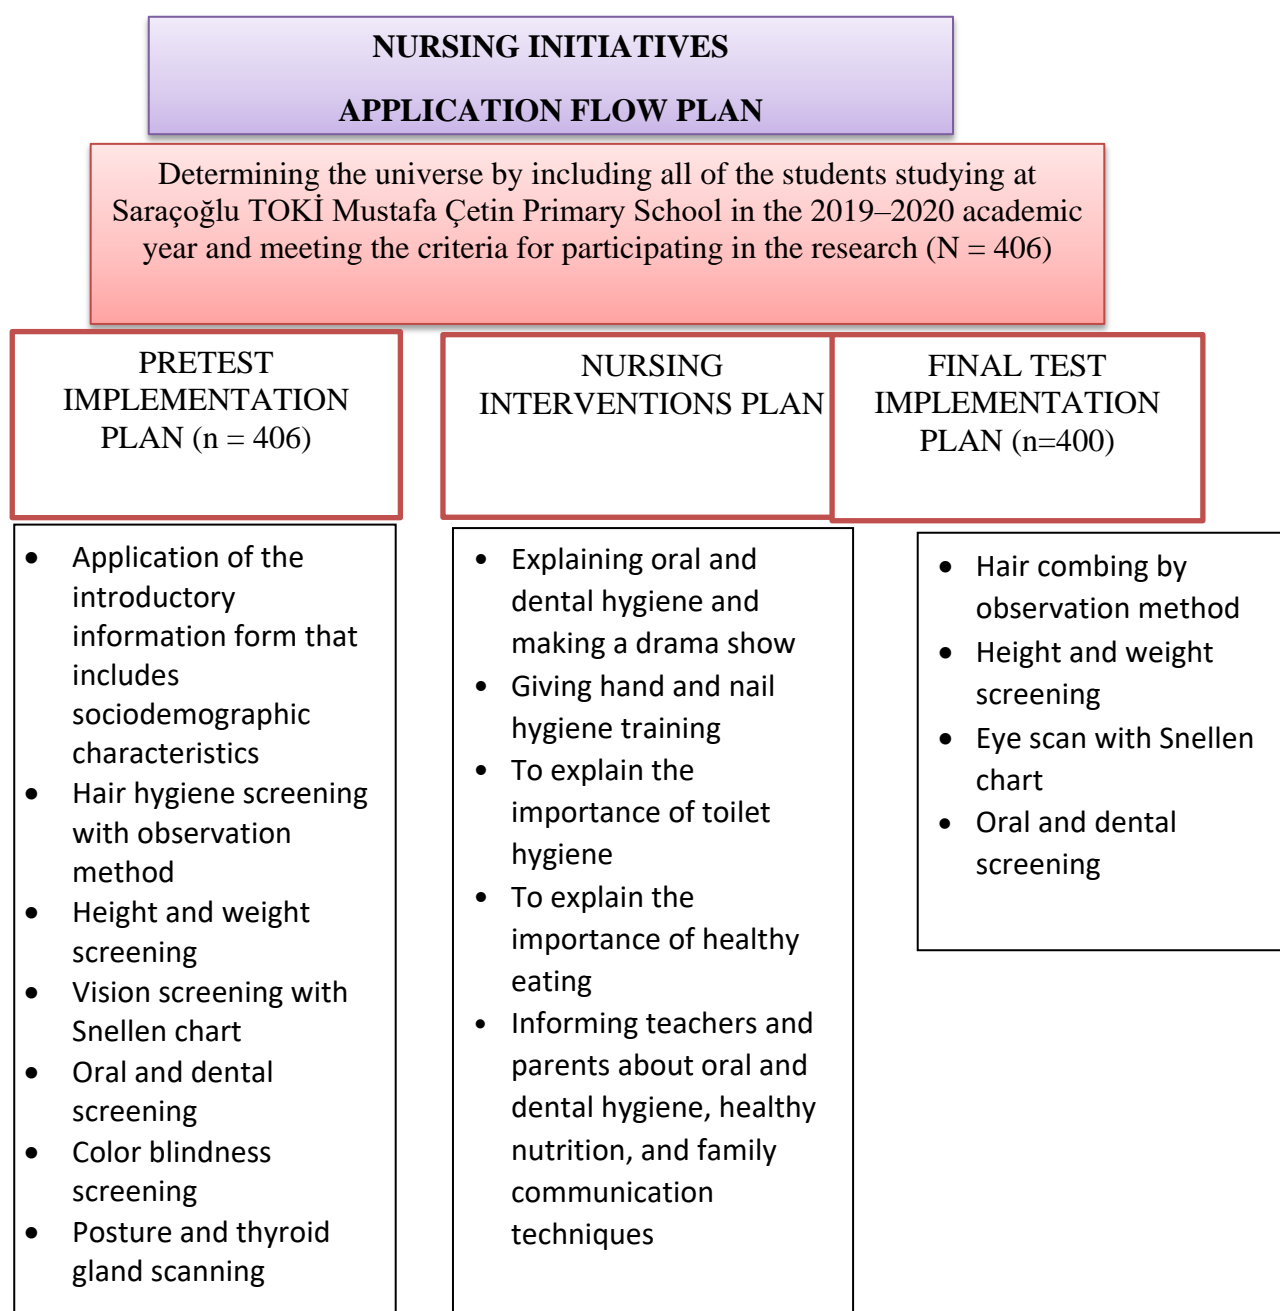 NURSING INITIATIVES
APPLICATION FLOW PLAN
Determining the universe by including all of the students studying at
Saraçoğlu TOKİ Mustafa Çetin Primary School in the 2019–2020 academic
year and meeting the criteria for participating in the research (N = 406)
PRETEST
IMPLEMENTATION
PLAN (n = 406)
• Application of the
introductory
information form that
includes
sociodemographic
characteristics
• Hair hygiene screening
with observation
method
• Height and weight
screening
• Vision screening with
Snellen chart
• Oral and dental
screening
• Color blindness
screening
• Posture and thyroid
gland scanning
NURSING
INTERVENTIONS PLAN
• Explaining oral and
dental hygiene and
making a drama show
• Giving hand and nail
hygiene training
• To explain the
importance of toilet
hygiene
• To explain the
importance of healthy
eating
• Informing teachers and
parents about oral and
dental hygiene, healthy
nutrition, and family
communication
techniques
FINAL TEST
IMPLEMENTATION
PLAN (n=400)
• Hair combing by
observation method
• Height and weight
screening
• Eye scan with Snellen
chart
• Oral and dental
screening